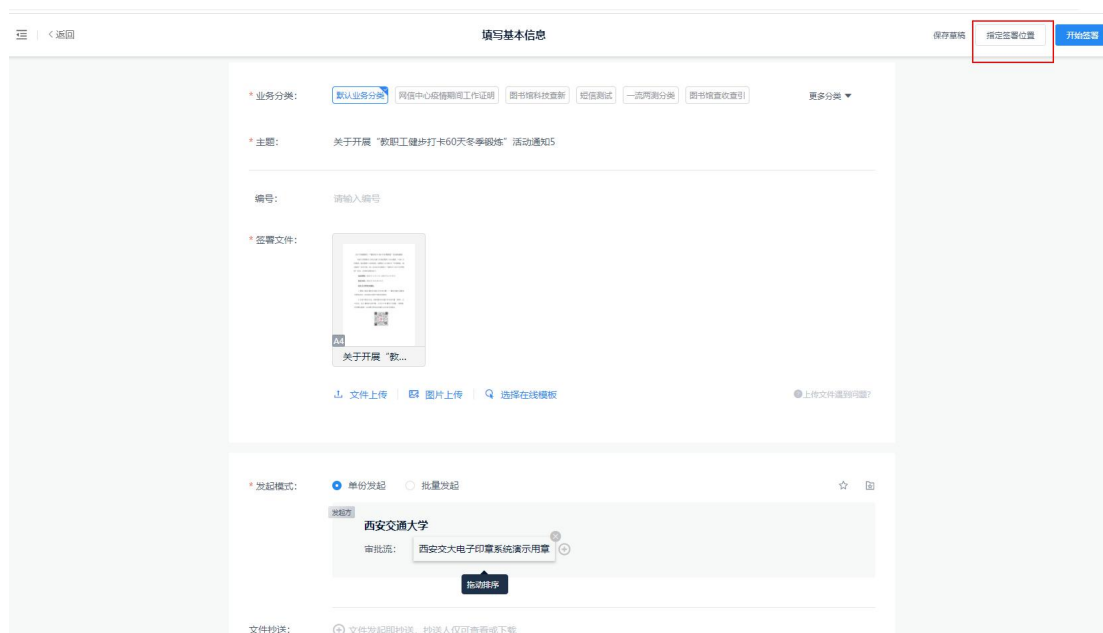 返回
填写基本信息
保存草稿 指定签署位置 开始签署
* 业务分类： 默认业务分类 网信中心疫情期间工作证明 图书馆科技查新 短信测试 一流两测分类 图书馆查收查引 更多分类
* 主题： 关于开展“教职工健步打卡60天冬季锻炼”活动通知5
编号： 请输入编号
* 签署文件：
A4
关于开展“教...
文件上传 图片上传 选择在线模板 上传文件遇到问题?
* 发起模式： 单份发起 批量发起
发起方
西安交通大学
审批流： 西安交大电子印章系统演示用章
拖动排序
文件抄送： 文件发起即抄送，抄送人仅可查看或下载